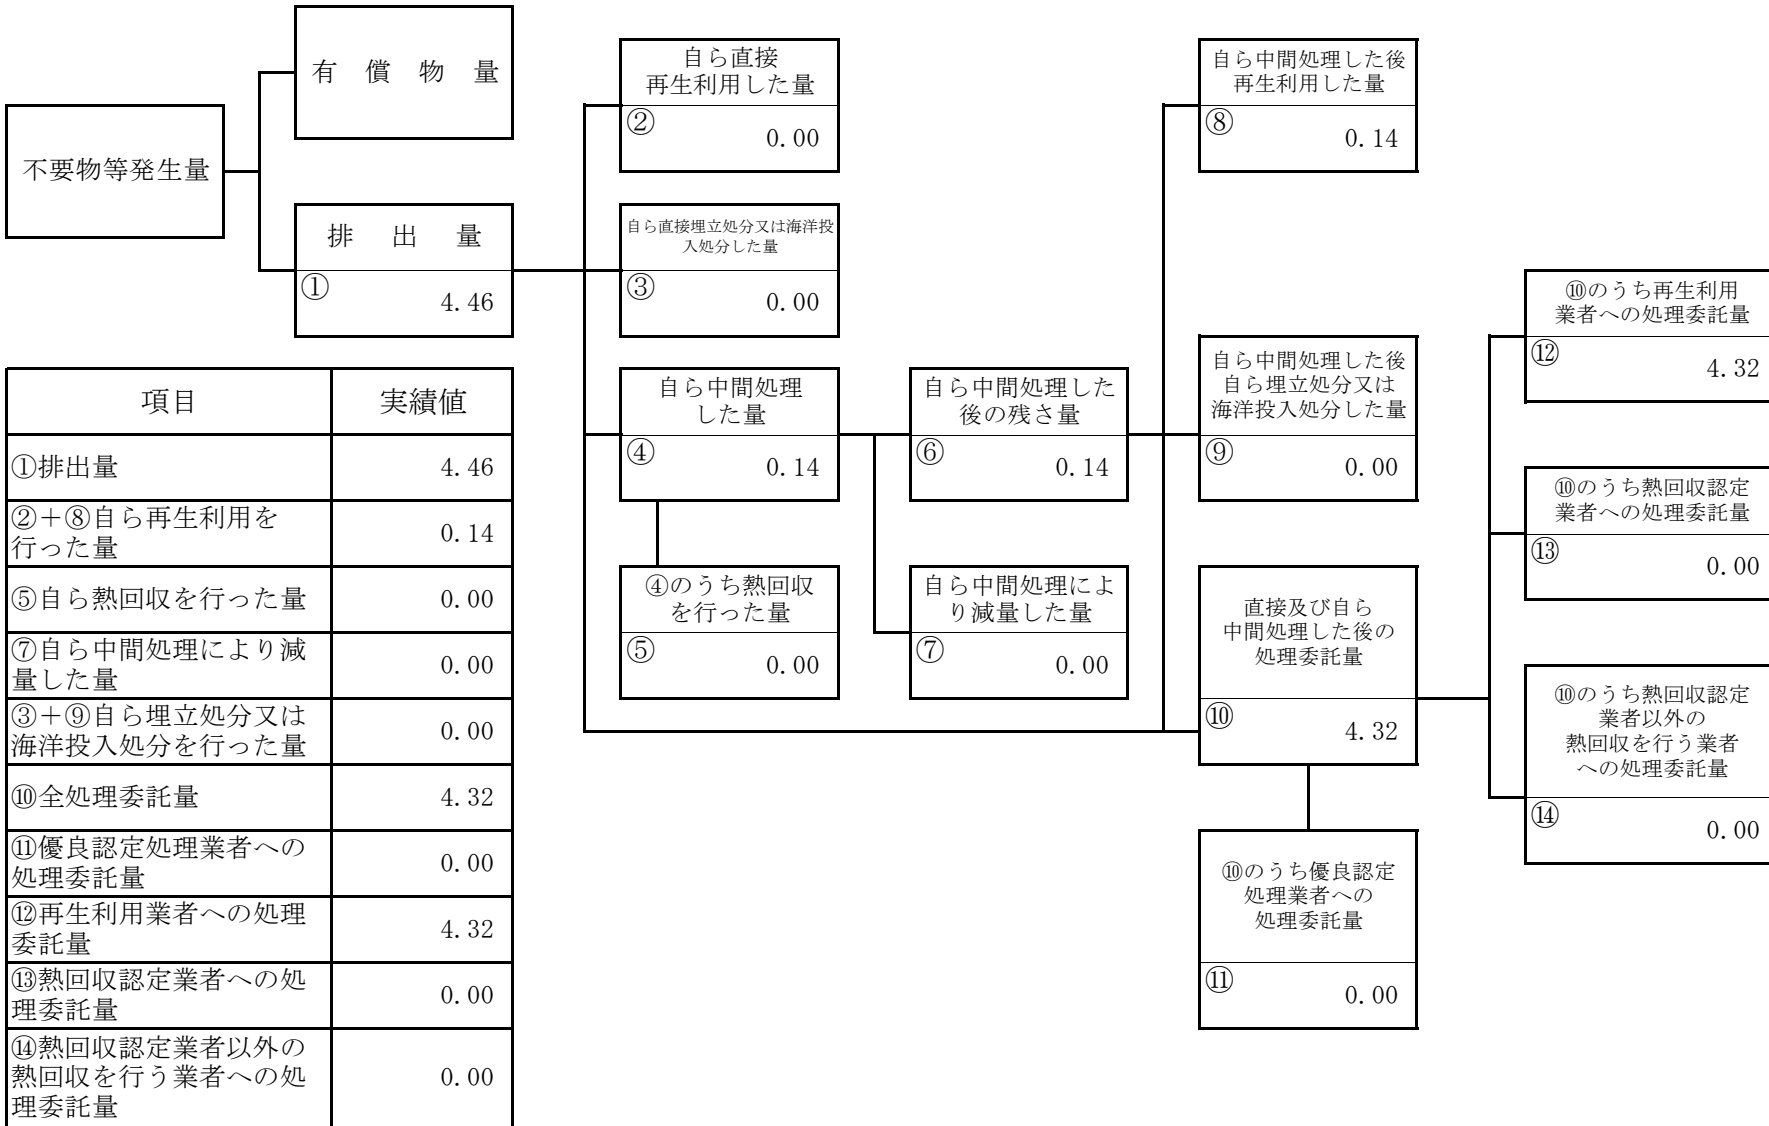 有償物量
不要物等発生量
排出量
① 4.46
自ら直接
再生利用した量
② 0.00
自ら直接埋立処分又は海洋投
入処分した量
③ 0.00
自ら中間処理
した量
④ 0.14
④のうち熱回収
を行った量
⑤ 0.00
自ら中間処理した
後の残さ量
⑥ 0.14
自ら中間処理によ
り減量した量
⑦ 0.00
自ら中間処理した後
再生利用した量
⑧ 0.14
自ら中間処理した後
自ら埋立処分又は
海洋投入処分した量
⑨ 0.00
直接及び自ら
中間処理した後の
処理委託量
⑩ 4.32
⑩のうち優良認定
処理業者への
処理委託量
⑪ 0.00
⑩のうち再生利用
業者への処理委託量
⑫ 4.32
⑩のうち熱回収認定
業者への処理委託量
⑬ 0.00
⑩のうち熱回収認定
業者以外の
熱回収を行う業者
への処理委託量
⑭ 0.00
項目 実績値
①排出量 4.46
②+⑧自ら再生利用を
行った量 0.14
⑤自ら熱回収を行った量 0.00
⑦自ら中間処理により減
量した量 0.00
③+⑨自ら埋立処分又は
海洋投入処分を行った量 0.00
⑩全処理委託量 4.32
⑪優良認定処理業者への
処理委託量 0.00
⑫再生利用業者への処理
委託量 4.32
⑬熱回収認定業者への処
理委託量 0.00
⑭熱回収認定業者以外の
熱回収を行う業者への処
理委託量 0.00